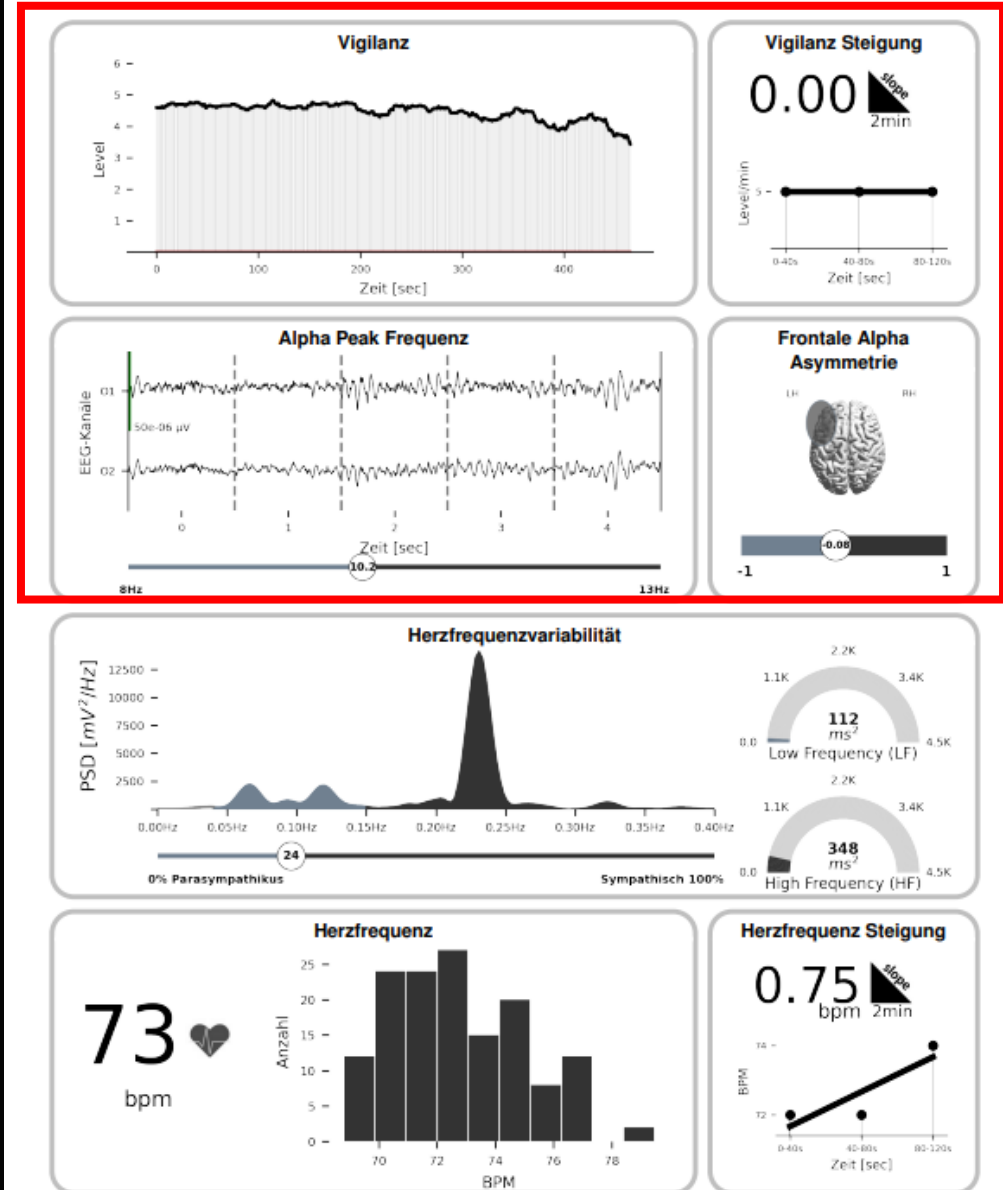 Vigilanz
6
5
4
3
2
1
Level
0 100 200 300 400
Zeit [sec]
Vigilanz Steigung
0.00 slope
2min
Level/min
5
0-40s 40-80s 80-120s
Zeit [sec]
Alpha Peak Frequenz
EEG-Kanäle
O1
50e-06 µV
O2
0 1 2 3 4
Zeit [sec]
10.2
8Hz 13Hz
Frontale Alpha
Asymmetrie
LH RH
-0.08
-1 1
Herzfrequenzvariabilität
PSD [mV²/Hz]
12500
10000
7500
5000
2500
0.00Hz 0.05Hz 0.10Hz 0.15Hz 0.20Hz 0.25Hz 0.30Hz 0.35Hz 0.40Hz
24
0% Parasympathikus Sympathisch 100%
2.2K
1.1K 3.4K
112
ms²
0.0 4.5K
Low Frequency (LF)
2.2K
1.1K 3.4K
348
ms²
0.0 4.5K
High Frequency (HF)
Herzfrequenz
73
bpm
Anzahl
25
20
15
10
5
0
70 72 74 76 78
BPM
Herzfrequenz Steigung
0.75 slope
bpm 2min
BPM
74
72
0-40s 40-80s 80-120s
Zeit [sec]